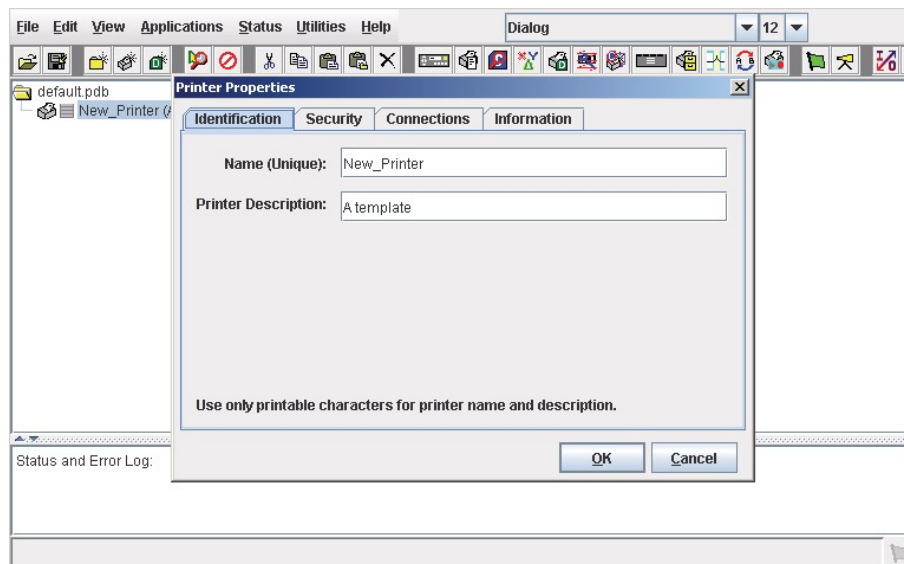 File Edit View Applications Status Utilities Help Dialog 12
default.pdb
New_Printer (A
Printer Properties
Identification Security Connections Information
Name (Unique): New_Printer
Printer Description: A template
Use only printable characters for printer name and description.
OK Cancel
Status and Error Log: